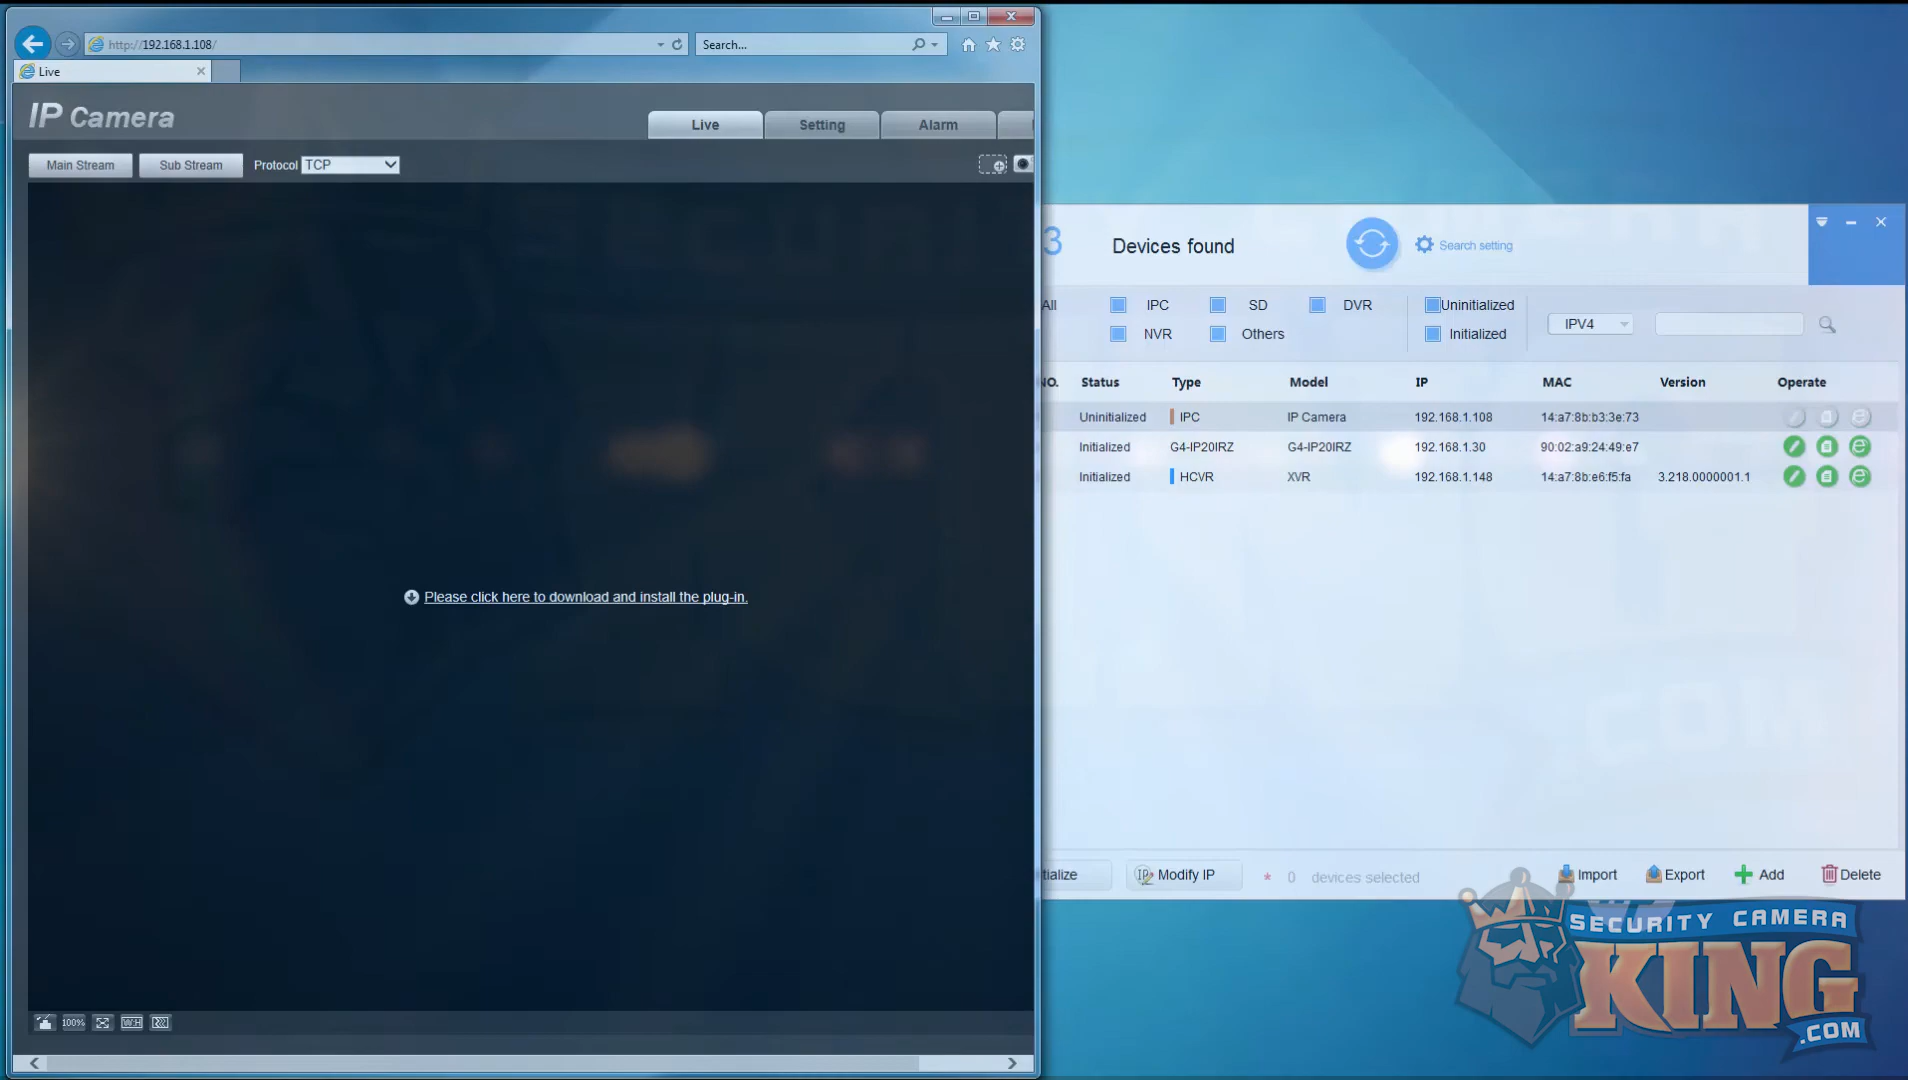 http://192.168.1.108/
Search...
Live
IP Camera
Live
Setting
Alarm
Main Stream
Sub Stream
Protocol
TCP
Please click here to download and install the plug-in.
100%
W:H
3
Devices found
Search setting
All
IPC
SD
DVR
Uninitialized
NVR
Others
Initialized
IPV4
NO. Status Type Model IP MAC Version Operate
Uninitialized IPC IP Camera 192.168.1.108 14:a7:8b:b3:3e:73
Initialized G4-IP20IRZ G4-IP20IRZ 192.168.1.30 90:02:a9:24:49:e7
Initialized HCVR XVR 192.168.1.148 14:a7:8b:e6:f5:fa 3.218.0000001.1
tialize
IP Modify IP
* 0 devices selected
Import
Export
Add
Delete
SECURITY CAMERA
KING
.COM